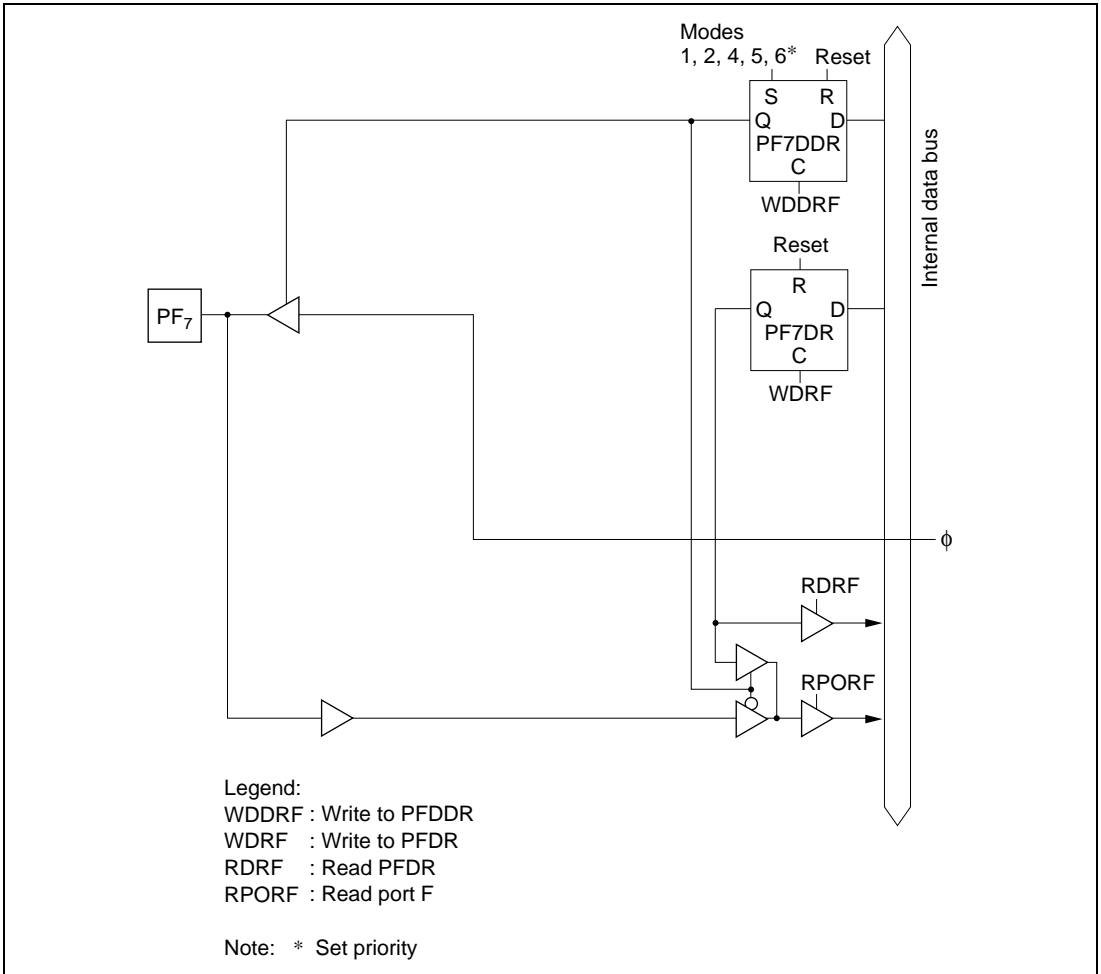 Modes
1, 2, 4, 5, 6* Reset
S R
Q D
PF7DDR
C
WDDRF
Internal data bus
Reset
R
Q D
PF7DR
C
WDRF
PF7
ϕ
RDRF
RPORF
Legend:
WDDRF : Write to PFDDR
WDRF : Write to PFDR
RDRF : Read PFDR
RPORF : Read port F
Note: * Set priority